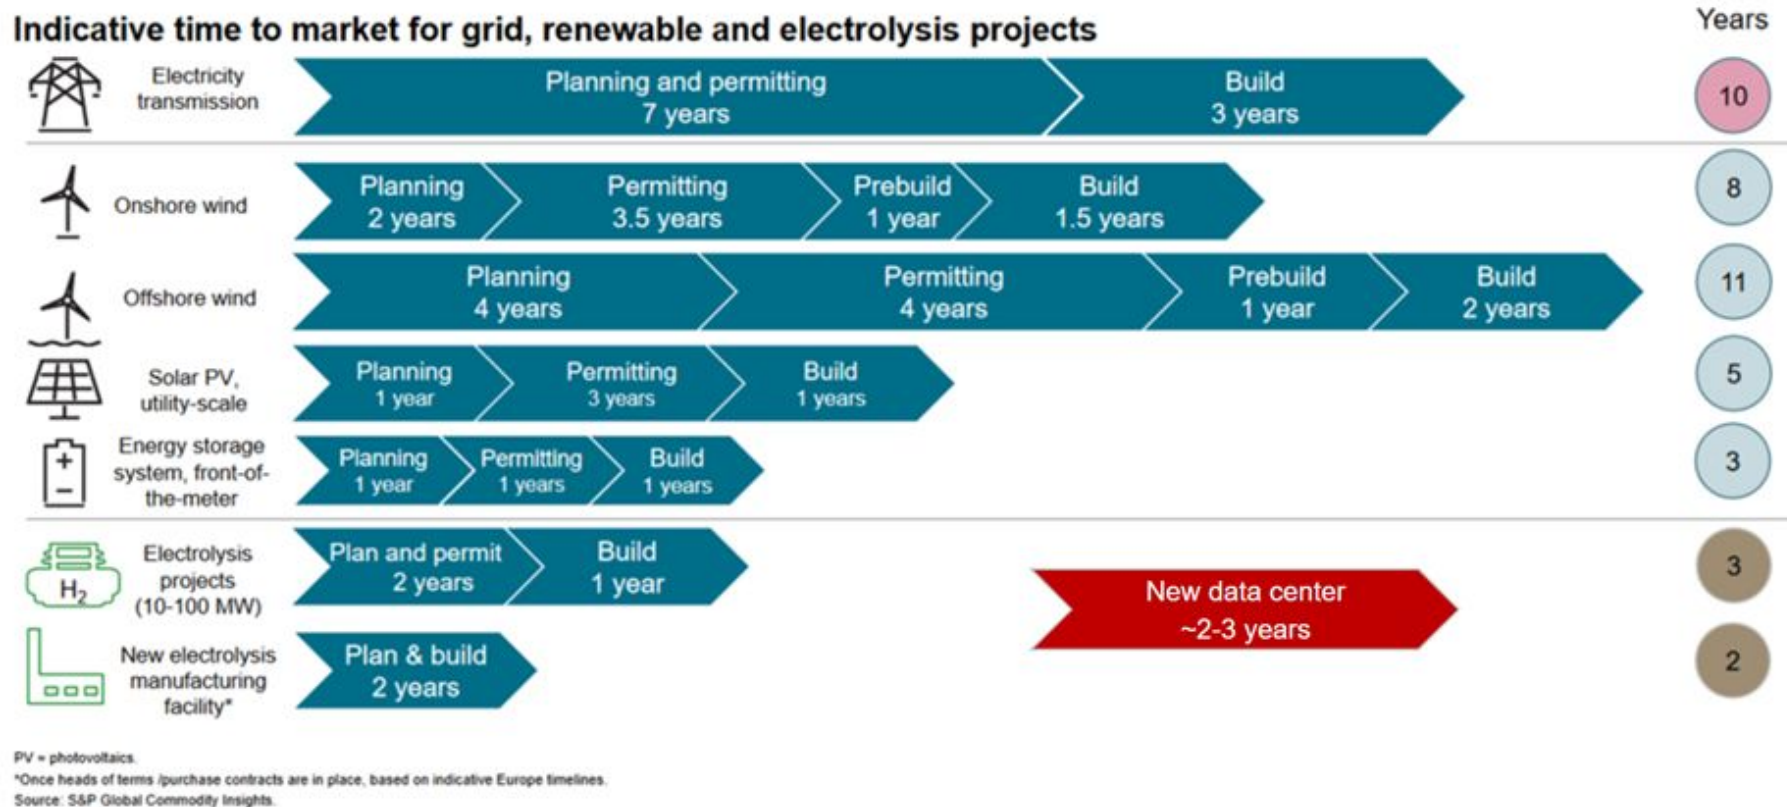 Indicative time to market for grid, renewable and electrolysis projects
Years
Electricity
transmission
Planning and permitting
7 years
Build
3 years
10
Onshore wind
Planning
2 years
Permitting
3.5 years
Prebuild
1 year
Build
1.5 years
8
Offshore wind
Planning
4 years
Permitting
4 years
Prebuild
1 year
Build
2 years
11
Solar PV,
utility-scale
Planning
1 year
Permitting
3 years
Build
1 years
5
Energy storage
system, front-of-
the-meter
Planning
1 year
Permitting
1 years
Build
1 years
3
H2
Electrolysis
projects
(10-100 MW)
Plan and permit
2 years
Build
1 year
3
New data center
~2-3 years
New electrolysis
manufacturing
facility*
Plan & build
2 years
2
PV = photovoltaics.
*Once heads of terms /purchase contracts are in place, based on indicative Europe timelines.
Source: S&P Global Commodity Insights.